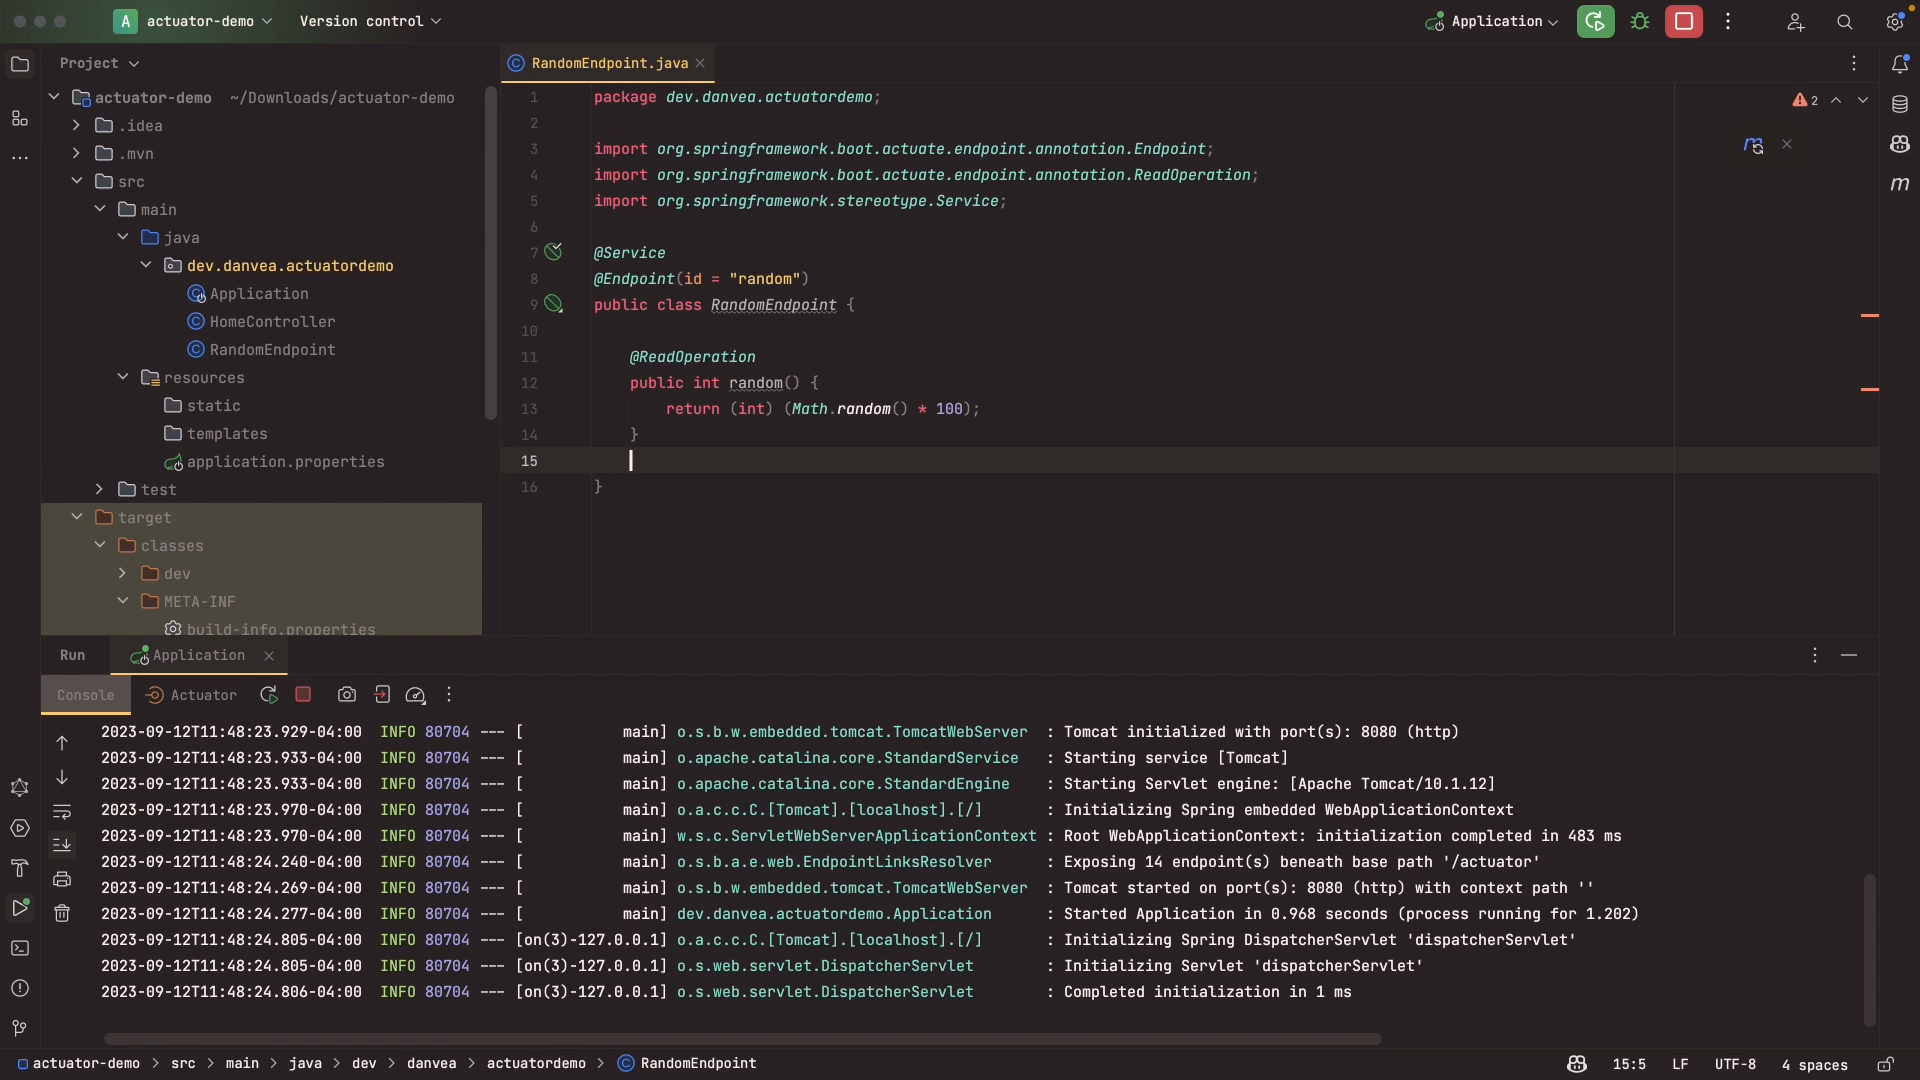 A actuator-demo Version control Application
Project
RandomEndpoint.java
actuator-demo ~/Downloads/actuator-demo
.idea
.mvn
src
main
java
dev.danvea.actuatordemo
Application
HomeController
RandomEndpoint
resources
static
templates
application.properties
test
target
classes
dev
META-INF
build-info.properties
1 package dev.danvea.actuatordemo;
2
3 import org.springframework.boot.actuate.endpoint.annotation.Endpoint;
4 import org.springframework.boot.actuate.endpoint.annotation.ReadOperation;
5 import org.springframework.stereotype.Service;
6
7 @Service
8 @Endpoint(id = "random")
9 public class RandomEndpoint {
10
11 @ReadOperation
12 public int random() {
13 return (int) (Math.random() * 100);
14 }
15
16 }
2
m
m
Run Application
Console Actuator
2023-09-12T11:48:23.929-04:00 INFO 80704 --- [ main] o.s.b.w.embedded.tomcat.TomcatWebServer : Tomcat initialized with port(s): 8080 (http)
2023-09-12T11:48:23.933-04:00 INFO 80704 --- [ main] o.apache.catalina.core.StandardService : Starting service [Tomcat]
2023-09-12T11:48:23.933-04:00 INFO 80704 --- [ main] o.apache.catalina.core.StandardEngine : Starting Servlet engine: [Apache Tomcat/10.1.12]
2023-09-12T11:48:23.970-04:00 INFO 80704 --- [ main] o.a.c.c.C.[Tomcat].[localhost].[/] : Initializing Spring embedded WebApplicationContext
2023-09-12T11:48:23.970-04:00 INFO 80704 --- [ main] w.s.c.ServletWebServerApplicationContext : Root WebApplicationContext: initialization completed in 483 ms
2023-09-12T11:48:24.240-04:00 INFO 80704 --- [ main] o.s.b.a.e.web.EndpointLinksResolver : Exposing 14 endpoint(s) beneath base path '/actuator'
2023-09-12T11:48:24.269-04:00 INFO 80704 --- [ main] o.s.b.w.embedded.tomcat.TomcatWebServer : Tomcat started on port(s): 8080 (http) with context path ''
2023-09-12T11:48:24.277-04:00 INFO 80704 --- [ main] dev.danvea.actuatordemo.Application : Started Application in 0.968 seconds (process running for 1.202)
2023-09-12T11:48:24.805-04:00 INFO 80704 --- [on(3)-127.0.0.1] o.a.c.c.C.[Tomcat].[localhost].[/] : Initializing Spring DispatcherServlet 'dispatcherServlet'
2023-09-12T11:48:24.805-04:00 INFO 80704 --- [on(3)-127.0.0.1] o.s.web.servlet.DispatcherServlet : Initializing Servlet 'dispatcherServlet'
2023-09-12T11:48:24.806-04:00 INFO 80704 --- [on(3)-127.0.0.1] o.s.web.servlet.DispatcherServlet : Completed initialization in 1 ms
actuator-demo > src > main > java > dev > danvea > actuatordemo > RandomEndpoint 15:5 LF UTF-8 4 spaces